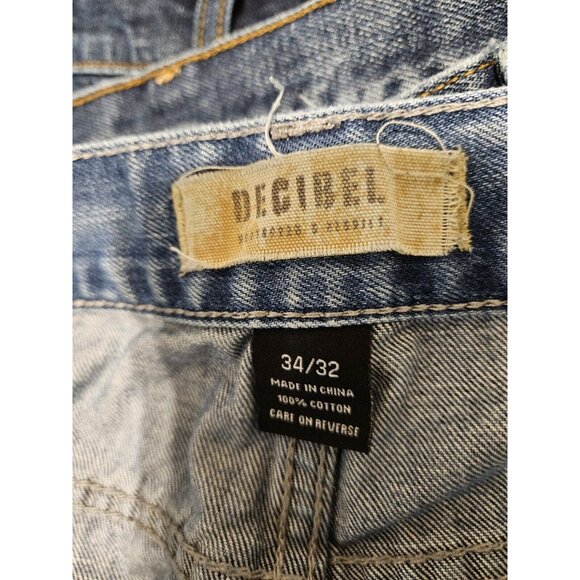 DECIBEL
34/32
MADE IN CHINA
100% COTTON
CARE ON REVERSE